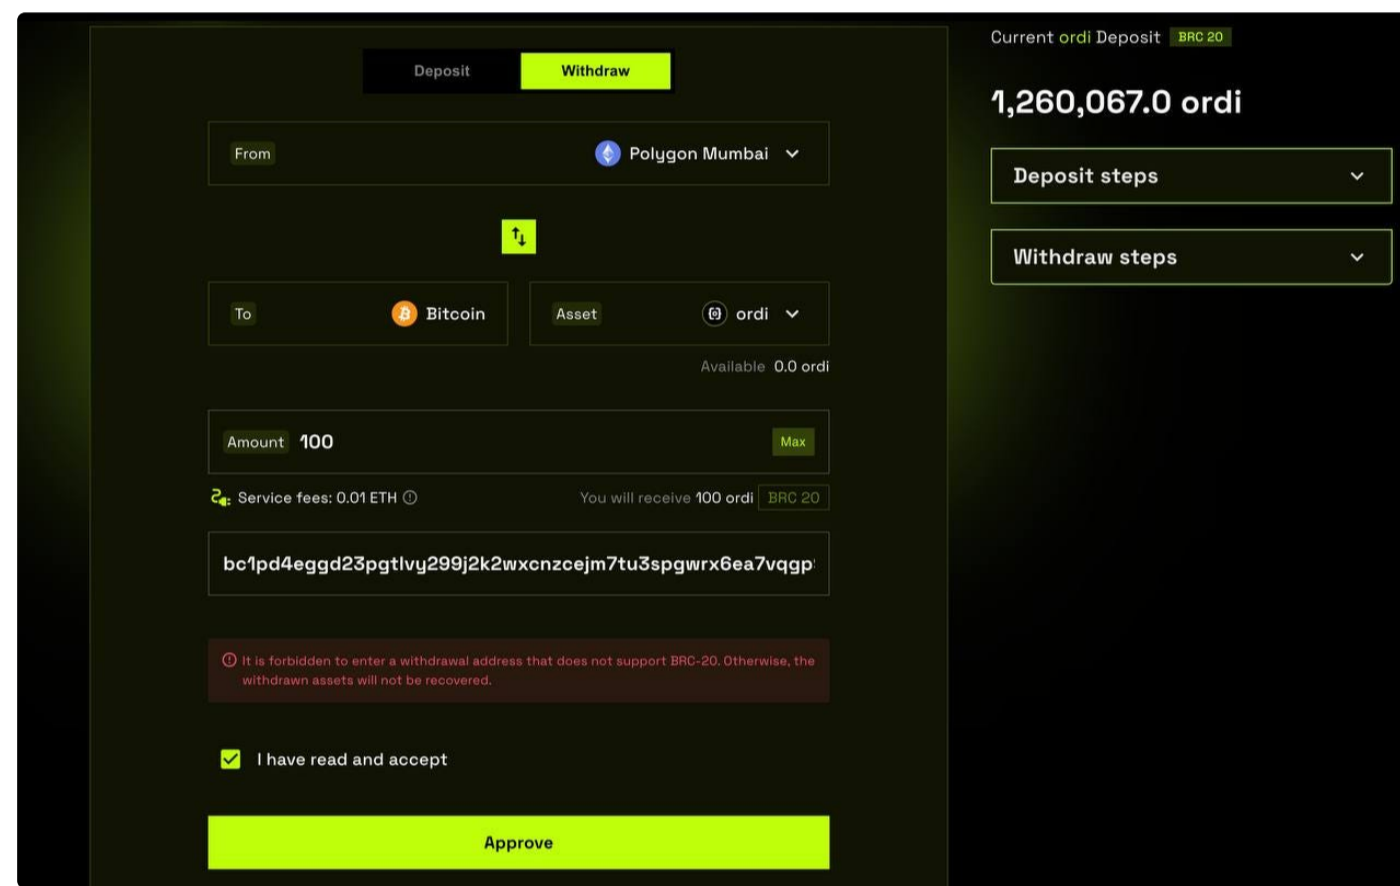 Deposit
Withdraw
From
Polygon Mumbai
To
Bitcoin
Asset
ordi
Available 0.0 ordi
Amount 100
Max
Service fees: 0.01 ETH
You will receive 100 ordi BRC 20
bc1pd4eggd23pgtlvy299j2k2wxcnzcejm7tu3spgwrx6ea7vqgp
It is forbidden to enter a withdrawal address that does not support BRC-20. Otherwise, the
withdrawn assets will not be recovered.
I have read and accept
Approve
Current ordi Deposit BRC 20
1,260,067.0 ordi
Deposit steps
Withdraw steps